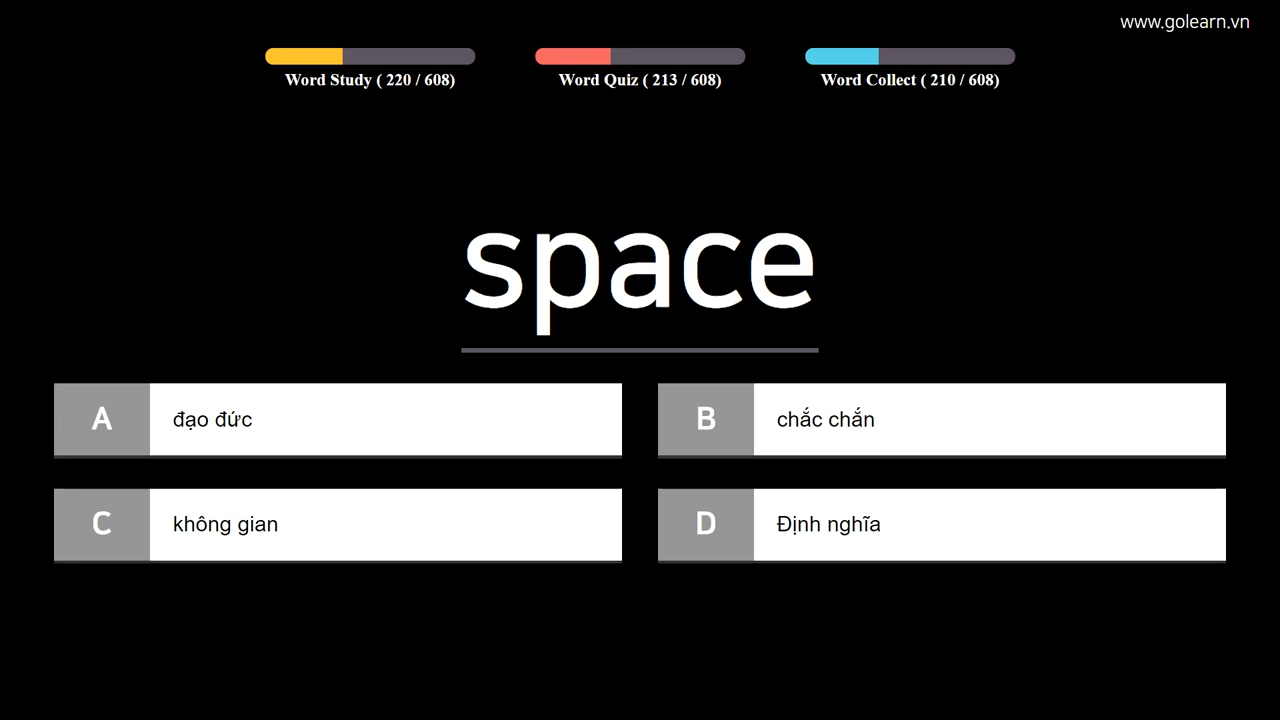 www.golearn.vn
Word Study ( 220 / 608)
Word Quiz ( 213 / 608)
Word Collect ( 210 / 608)
space
A đạo đức
B chắc chắn
C không gian
D Định nghĩa